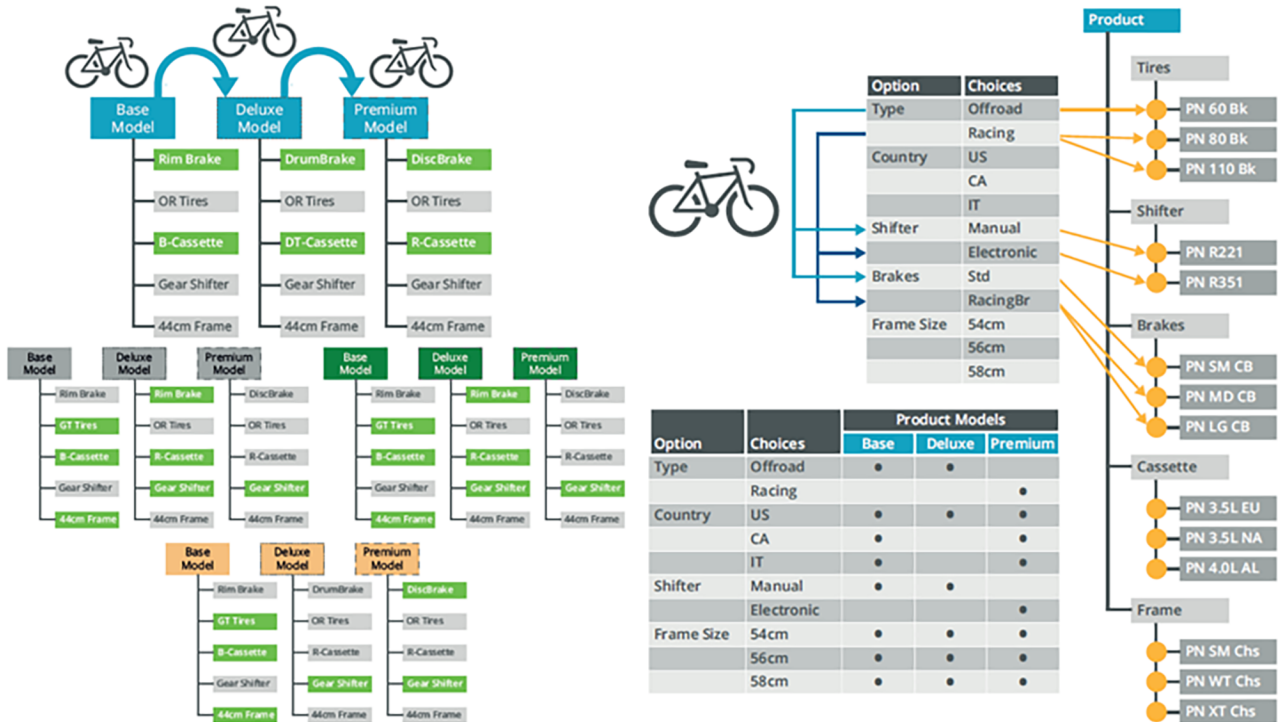 Base Model
Deluxe Model
Premium Model
Rim Brake
OR Tires
B-Cassette
Gear Shifter
44cm Frame
DrumBrake
OR Tires
DT-Cassette
Gear Shifter
44cm Frame
DiscBrake
OR Tires
R-Cassette
Gear Shifter
44cm Frame
Base Model
Deluxe Model
Premium Model
Rim Brake
GT Tires
B-Cassette
Gear Shifter
44cm Frame
Rim Brake
OR Tires
R-Cassette
Gear Shifter
44cm Frame
DiscBrake
OR Tires
R-Cassette
Gear Shifter
44cm Frame
Base Model
Deluxe Model
Premium Model
Rim Brake
GT Tires
B-Cassette
Gear Shifter
44cm Frame
Rim Brake
OR Tires
R-Cassette
Gear Shifter
44cm Frame
DiscBrake
OR Tires
R-Cassette
Gear Shifter
44cm Frame
Base Model
Deluxe Model
Premium Model
Rim Brake
GT Tires
B-Cassette
Gear Shifter
44cm Frame
DrumBrake
OR Tires
R-Cassette
Gear Shifter
44cm Frame
DiscBrake
OR Tires
R-Cassette
Gear Shifter
44cm Frame
Option Choices
Type Offroad
Racing
Country US
CA
IT
Shifter Manual
Electronic
Brakes Std
RacingBr
Frame Size 54cm
56cm
58cm
Product Models
Option Choices Base Deluxe Premium
Type Offroad • •
Racing •
Country US • • •
CA • •
IT • •
Shifter Manual • •
Electronic •
Frame Size 54cm • • •
56cm • • •
58cm • • •
Product
Tires
PN 60 Bk
PN 80 Bk
PN 110 Bk
Shifter
PN R221
PN R351
Brakes
PN SM CB
PN MD CB
PN LG CB
Cassette
PN 3.5L EU
PN 3.5L NA
PN 4.0L AL
Frame
PN SM Chs
PN WT Chs
PN XT Chs